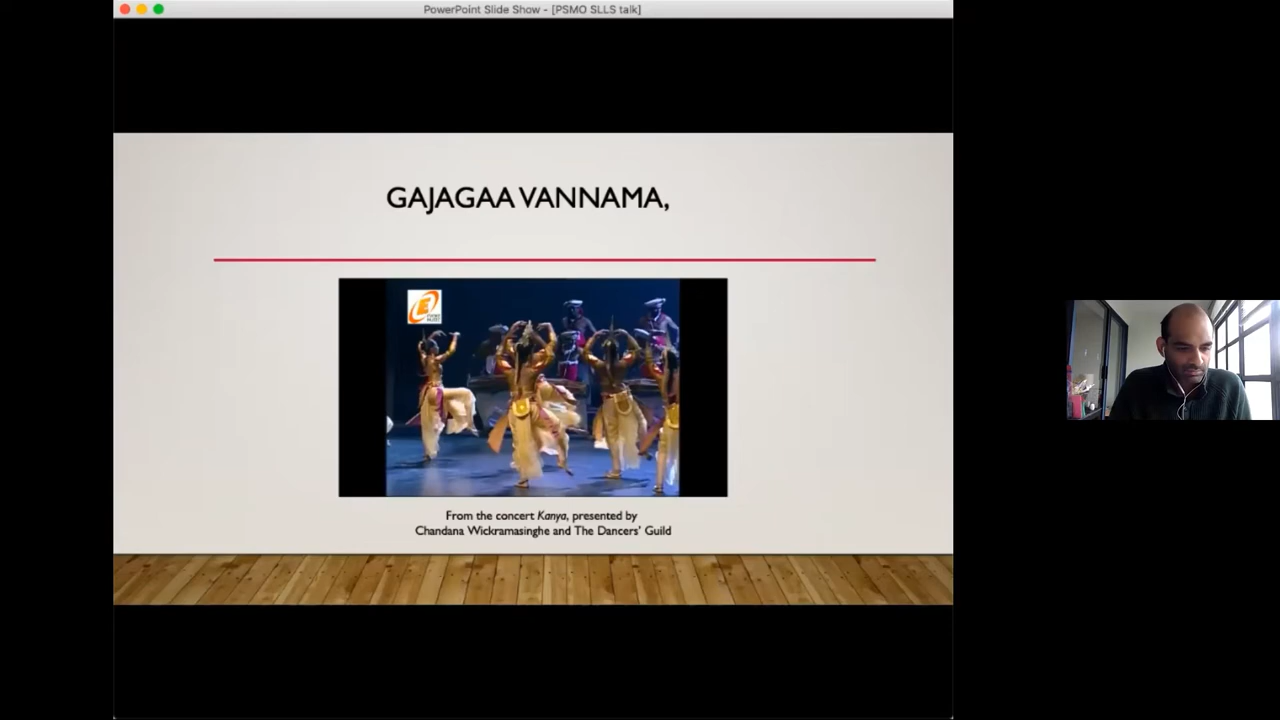 PowerPoint Slide Show - [PSMO SLLS talk]
GAJAGAA VANNAMA,
From the concert Kanya, presented by
Chandana Wickramasinghe and The Dancers' Guild